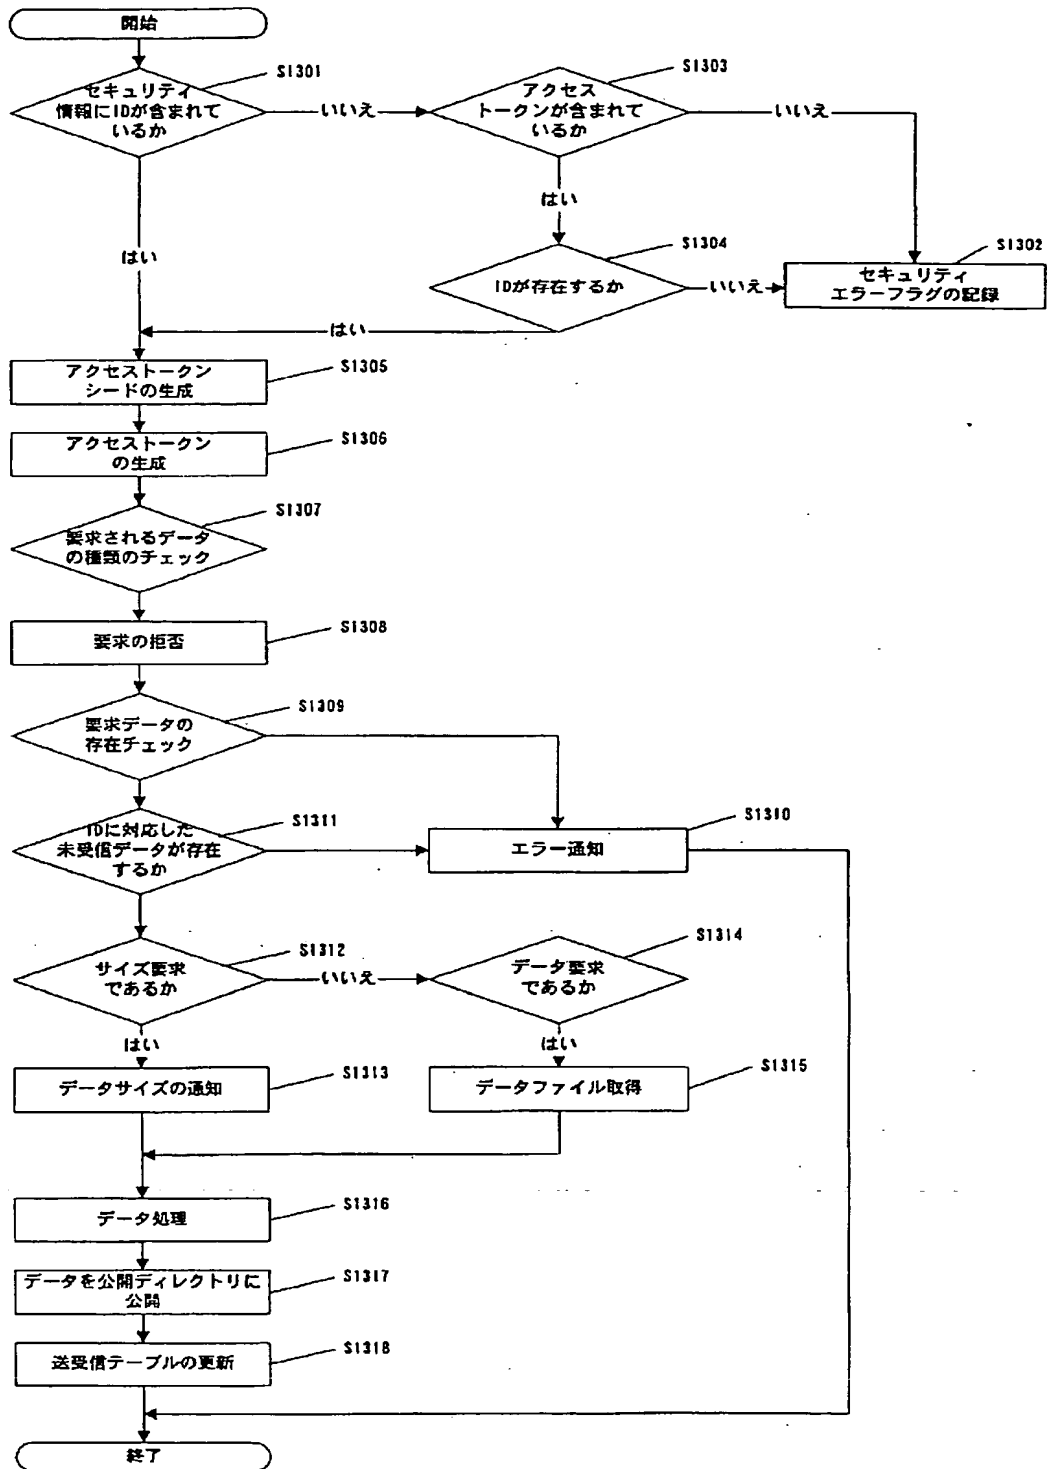 開始
S1301
セキュリティ
情報にIDが含まれて
いるか
いいえ
S1303
アクセス
トークンが含まれて
いるか
いいえ
はい
はい
S1304
IDが存在するか
いいえ
S1302
セキュリティ
エラーフラグの記録
はい
S1305
アクセストークン
シードの生成
S1306
アクセストークン
の生成
S1307
要求されるデータ
の種類のチェック
S1308
要求の拒否
S1309
要求データの
存在チェック
S1311
IDに対応した
未受信データが存在
するか
S1310
エラー通知
S1312
サイズ要求
であるか
いいえ
S1314
データ要求
であるか
はい
はい
S1313
データサイズの通知
S1315
データファイル取得
S1316
データ処理
S1317
データを公開ディレクトリに
公開
S1318
送受信テーブルの更新
終了